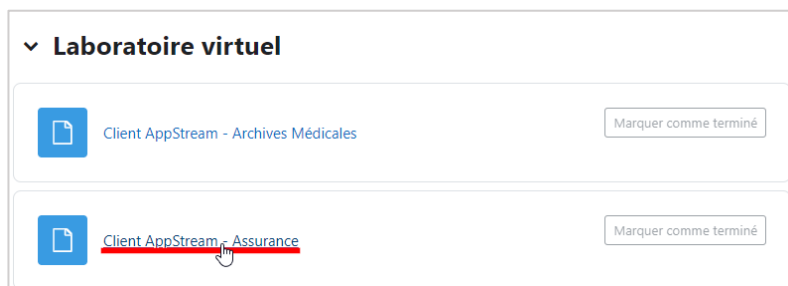 Laboratoire virtuel
Client AppStream - Archives Médicales
Marquer comme terminé
Client AppStream - Assurance
Marquer comme terminé